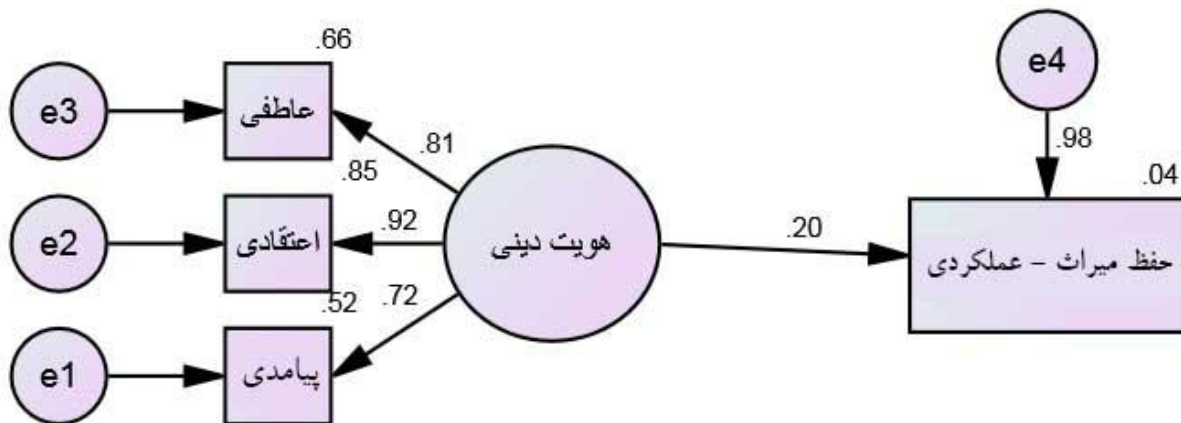 .66
e3
عاطفی
.81
e4
.98
.04
.85
e2
اعتقادی
.92
هویت دینی
.20
حفظ میراث - عملکردی
.52
.72
e1
پیامدی